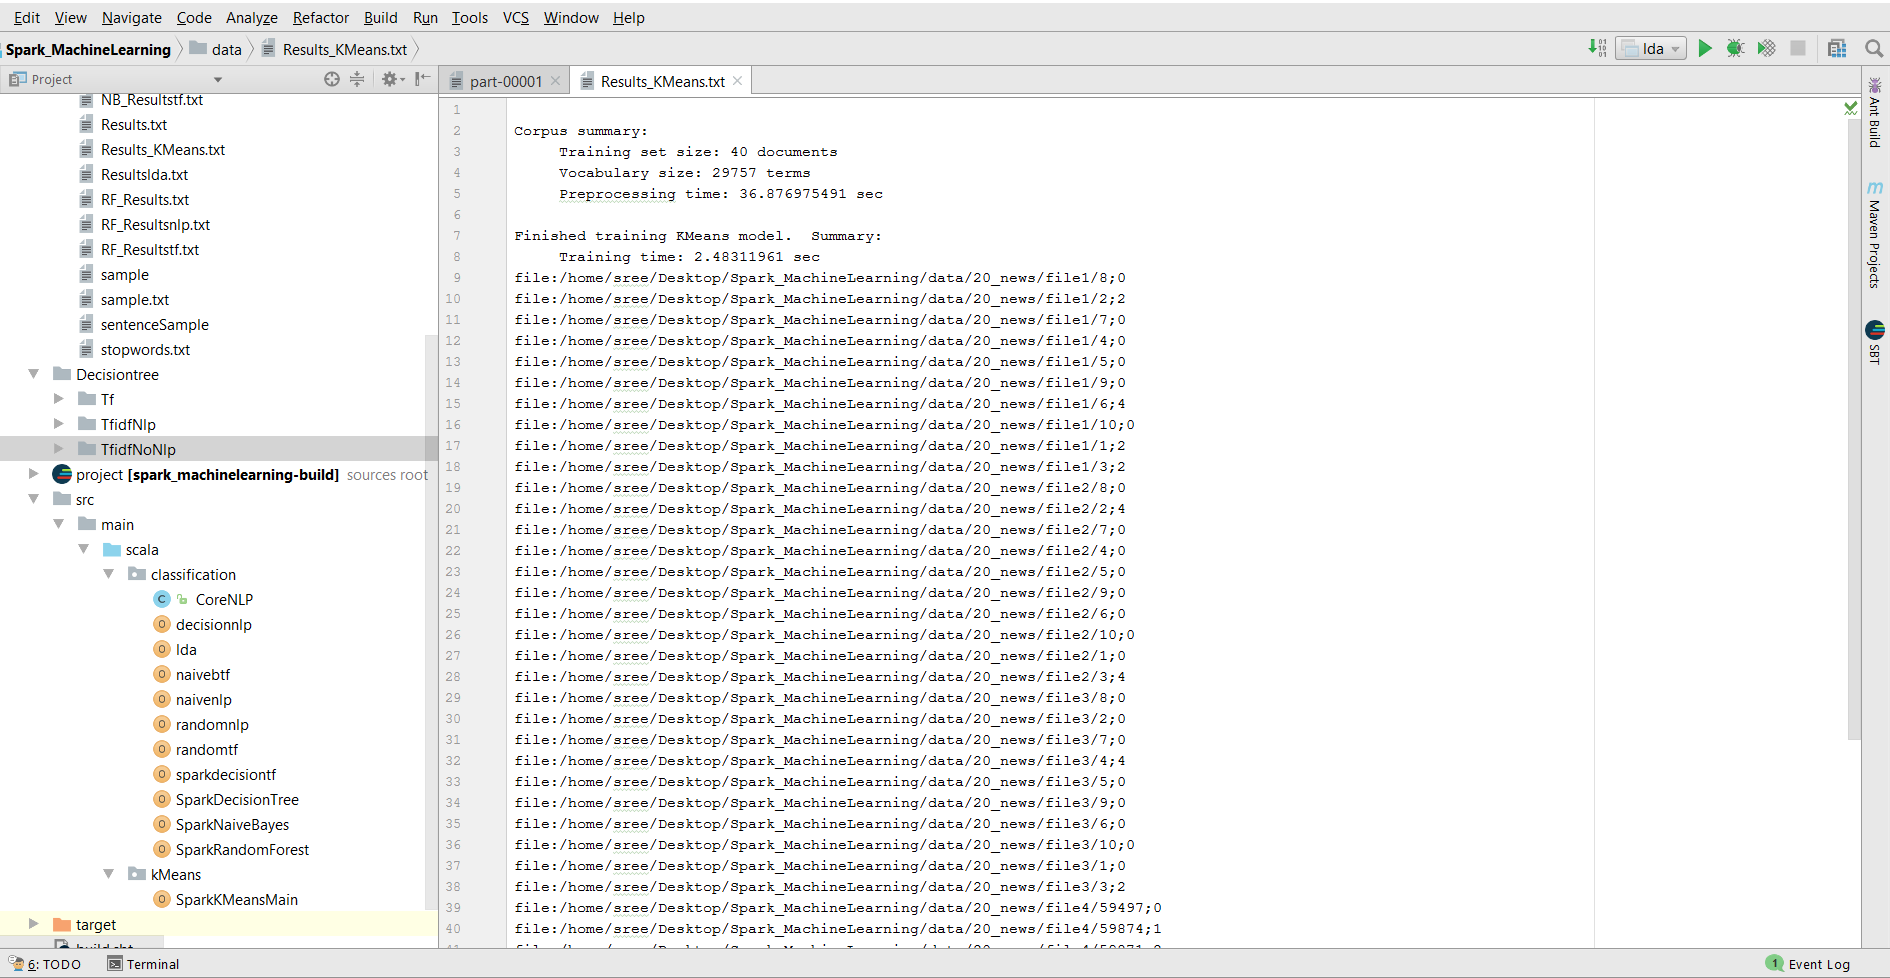 Edit View Navigate Code Analyze Refactor Build Run Tools VCS Window Help
Spark_MachineLearning data Results_KMeans.txt lda
Project
part-00001 Results_KMeans.txt
NB_Resultstf.txt
Results.txt
Results_KMeans.txt
Resultslda.txt
RF_Results.txt
RF_Resultsnlp.txt
RF_Resultstf.txt
sample
sample.txt
sentenceSample
stopwords.txt
Decisiontree
Tf
TfidfNlp
TfidfNoNlp
project [spark_machinelearning-build] sources root
src
main
scala
classification
CoreNLP
decisionnlp
lda
naivebtf
naivenlp
randomnlp
randomtf
sparkdecisiontf
SparkDecisionTree
SparkNaiveBayes
SparkRandomForest
kMeans
SparkKMeansMain
target
build.sbt
1
2 Corpus summary:
3 Training set size: 40 documents
4 Vocabulary size: 29757 terms
5 Preprocessing time: 36.876975491 sec
6
7 Finished training KMeans model. Summary:
8 Training time: 2.48311961 sec
9 file:/home/sree/Desktop/Spark_MachineLearning/data/20_news/file1/8;0
10 file:/home/sree/Desktop/Spark_MachineLearning/data/20_news/file1/2;2
11 file:/home/sree/Desktop/Spark_MachineLearning/data/20_news/file1/7;0
12 file:/home/sree/Desktop/Spark_MachineLearning/data/20_news/file1/4;0
13 file:/home/sree/Desktop/Spark_MachineLearning/data/20_news/file1/5;0
14 file:/home/sree/Desktop/Spark_MachineLearning/data/20_news/file1/9;0
15 file:/home/sree/Desktop/Spark_MachineLearning/data/20_news/file1/6;4
16 file:/home/sree/Desktop/Spark_MachineLearning/data/20_news/file1/10;0
17 file:/home/sree/Desktop/Spark_MachineLearning/data/20_news/file1/1;2
18 file:/home/sree/Desktop/Spark_MachineLearning/data/20_news/file1/3;2
19 file:/home/sree/Desktop/Spark_MachineLearning/data/20_news/file2/8;0
20 file:/home/sree/Desktop/Spark_MachineLearning/data/20_news/file2/2;4
21 file:/home/sree/Desktop/Spark_MachineLearning/data/20_news/file2/7;0
22 file:/home/sree/Desktop/Spark_MachineLearning/data/20_news/file2/4;0
23 file:/home/sree/Desktop/Spark_MachineLearning/data/20_news/file2/5;0
24 file:/home/sree/Desktop/Spark_MachineLearning/data/20_news/file2/9;0
25 file:/home/sree/Desktop/Spark_MachineLearning/data/20_news/file2/6;0
26 file:/home/sree/Desktop/Spark_MachineLearning/data/20_news/file2/10;0
27 file:/home/sree/Desktop/Spark_MachineLearning/data/20_news/file2/1;0
28 file:/home/sree/Desktop/Spark_MachineLearning/data/20_news/file2/3;4
29 file:/home/sree/Desktop/Spark_MachineLearning/data/20_news/file3/8;0
30 file:/home/sree/Desktop/Spark_MachineLearning/data/20_news/file3/2;0
31 file:/home/sree/Desktop/Spark_MachineLearning/data/20_news/file3/7;0
32 file:/home/sree/Desktop/Spark_MachineLearning/data/20_news/file3/4;4
33 file:/home/sree/Desktop/Spark_MachineLearning/data/20_news/file3/5;0
34 file:/home/sree/Desktop/Spark_MachineLearning/data/20_news/file3/9;0
35 file:/home/sree/Desktop/Spark_MachineLearning/data/20_news/file3/6;0
36 file:/home/sree/Desktop/Spark_MachineLearning/data/20_news/file3/10;0
37 file:/home/sree/Desktop/Spark_MachineLearning/data/20_news/file3/1;0
38 file:/home/sree/Desktop/Spark_MachineLearning/data/20_news/file3/3;2
39 file:/home/sree/Desktop/Spark_MachineLearning/data/20_news/file4/59497;0
40 file:/home/sree/Desktop/Spark_MachineLearning/data/20_news/file4/59874;1
Ant Build
Maven Projects
SBT
6: TODO Terminal 1 Event Log